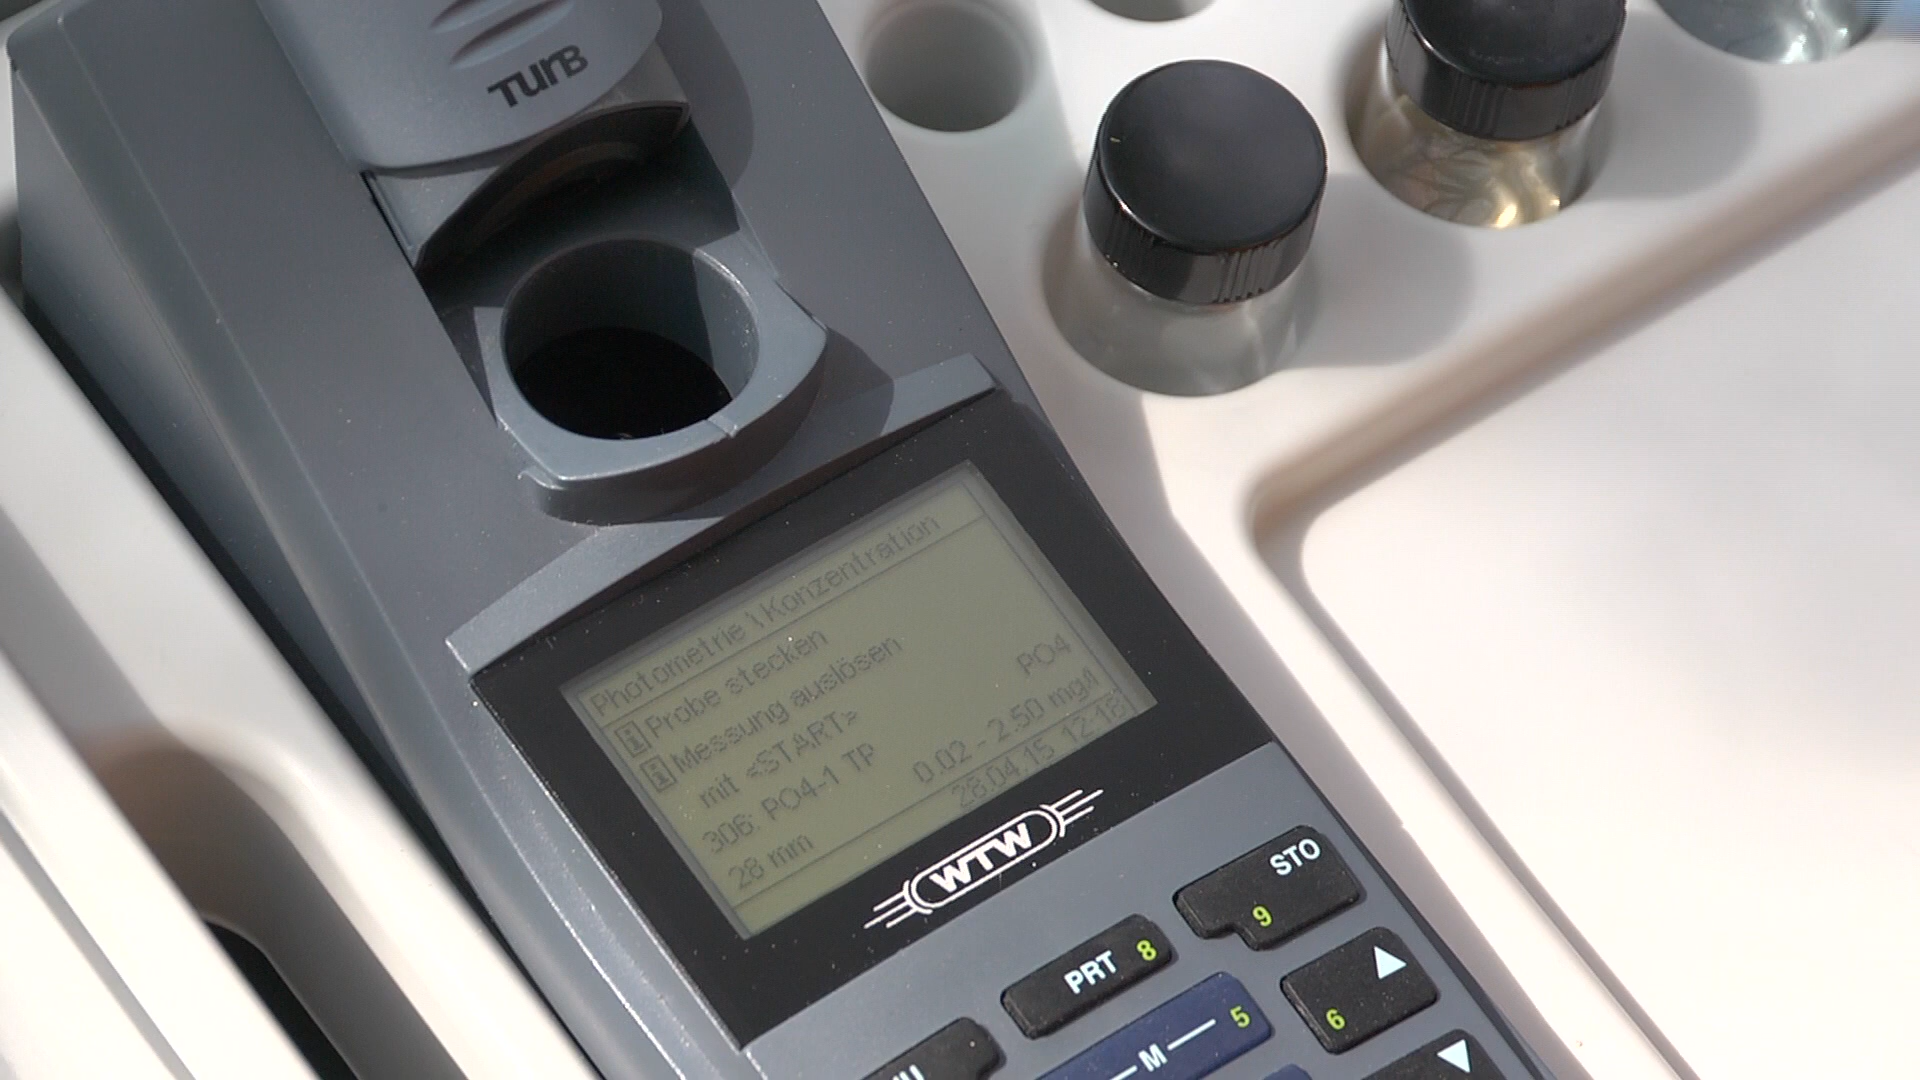 Turb
Photometrie \ Konzentration
i Probe stecken
i Messung auslösen
mit <START>
PO4
306: PO4-1 TP
0.02 - 2.50 mg/l
28 mm
28.04.15 12:18
WTW
STO
9
PRT 8
6
M 5